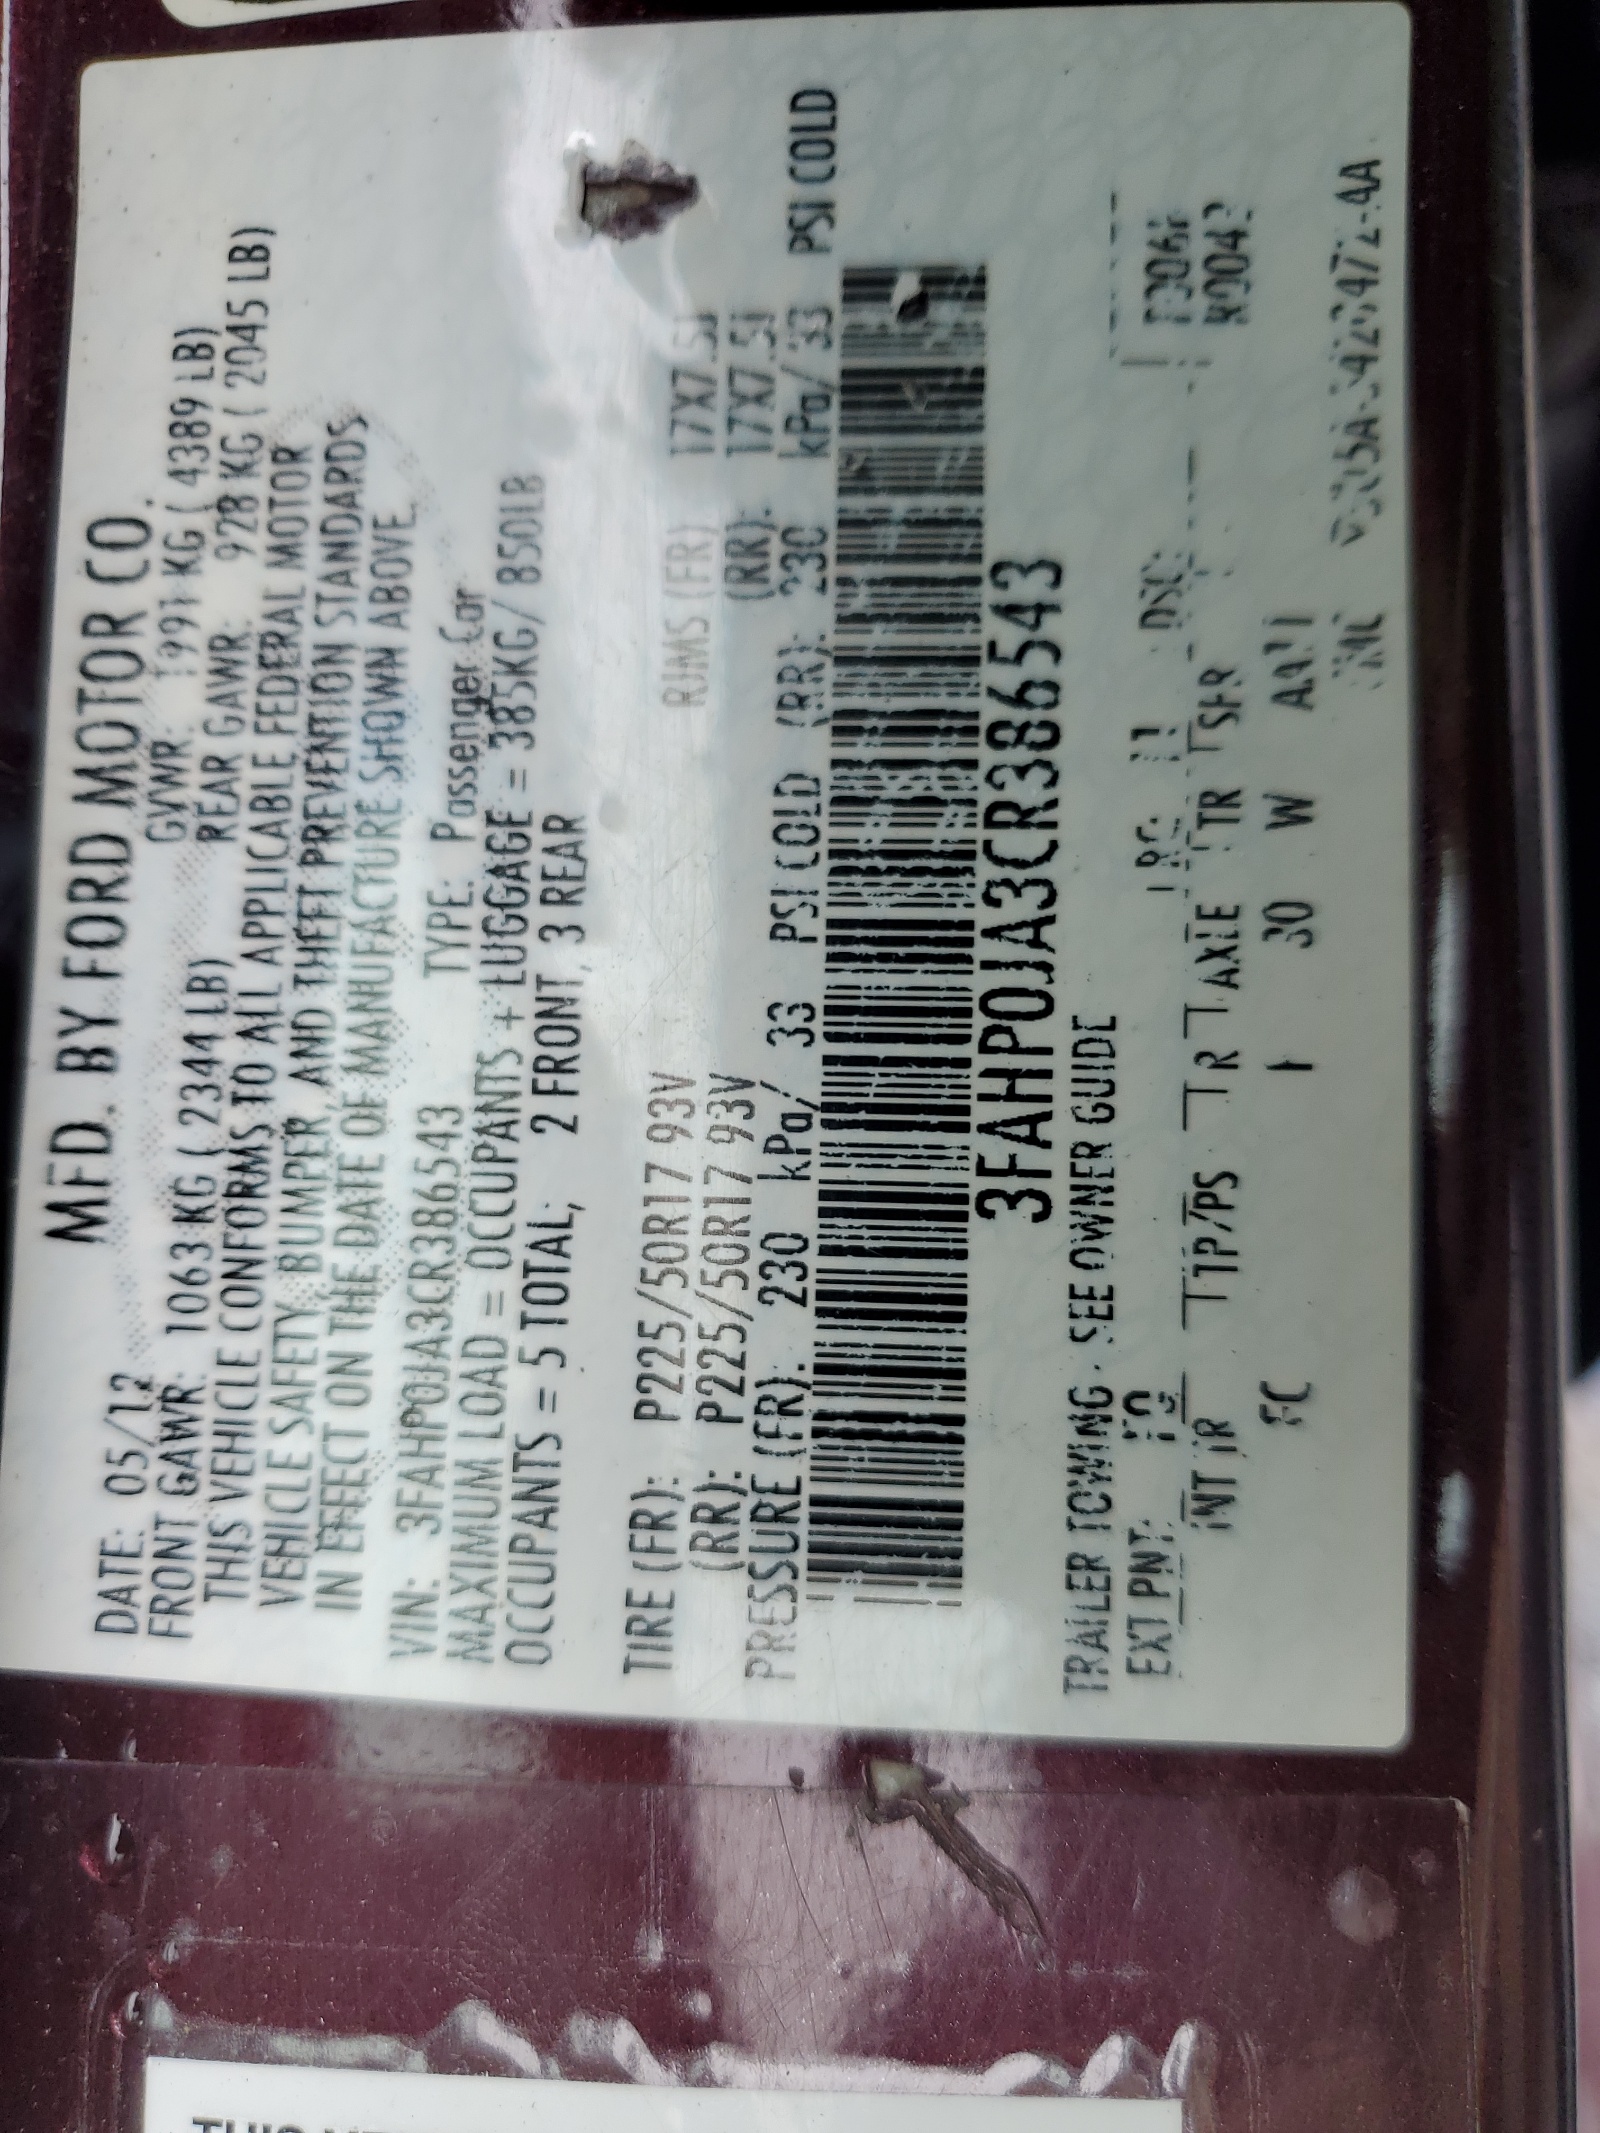 MFD. BY FORD MOTOR CO.
DATE: 05/12 GVWR: 1991 KG ( 4389 LB)
FRONT GAWR: 1063 KG ( 2344 LB) REAR GAWR: 928 KG ( 2045 LB)
THIS VEHICLE CONFORMS TO ALL APPLICABLE FEDERAL MOTOR
VEHICLE SAFETY, BUMPER, AND THEFT PREVENTION STANDARDS
IN EFFECT ON THE DATE OF MANUFACTURE SHOWN ABOVE.
VIN: 3FAHP0JA3CR386543 TYPE: Passenger Car
MAXIMUM LOAD = OCCUPANTS + LUGGAGE = 385KG/ 850LB
OCCUPANTS = 5 TOTAL; 2 FRONT, 3 REAR
TIRE (FR): P225/50R17 93V RIMS (FR) 17X7.5J
(RR): P225/50R17 93V (RR): 17X7.5J
PRESSURE (FR): 230 kPa/ 33 PSI COLD (RR): 230 kPa/ 33 PSI COLD
3FAHP0JA3CR386543
TRAILER TOWING - SEE OWNER GUIDE
EXT PNT: DSO:
INT TR TP/PS R AXLE TR SPR
30 W
THIS